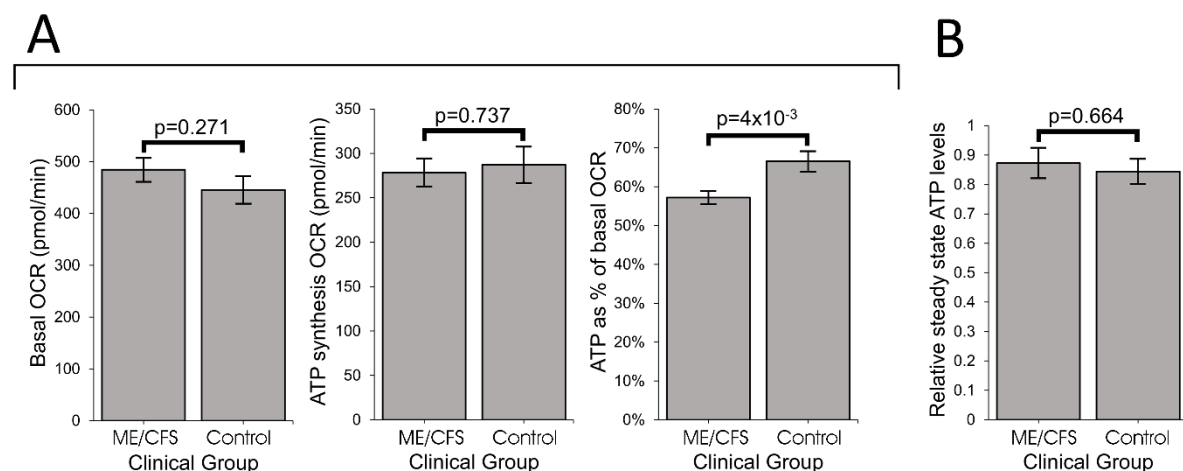 A
B
Basal OCR (pmol/min)
600
500
400
300
200
100
0
p=0.271
ME/CFS Control
Clinical Group
ATP synthesis OCR (pmol/min)
350
300
250
200
150
100
50
0
p=0.737
ME/CFS Control
Clinical Group
ATP as % of basal OCR
80%
70%
60%
50%
40%
30%
20%
10%
0%
p=4x10⁻³
ME/CFS Control
Clinical Group
Relative steady state ATP levels
1
0.9
0.8
0.7
0.6
0.5
0.4
0.3
0.2
0.1
0
p=0.664
ME/CFS Control
Clinical Group